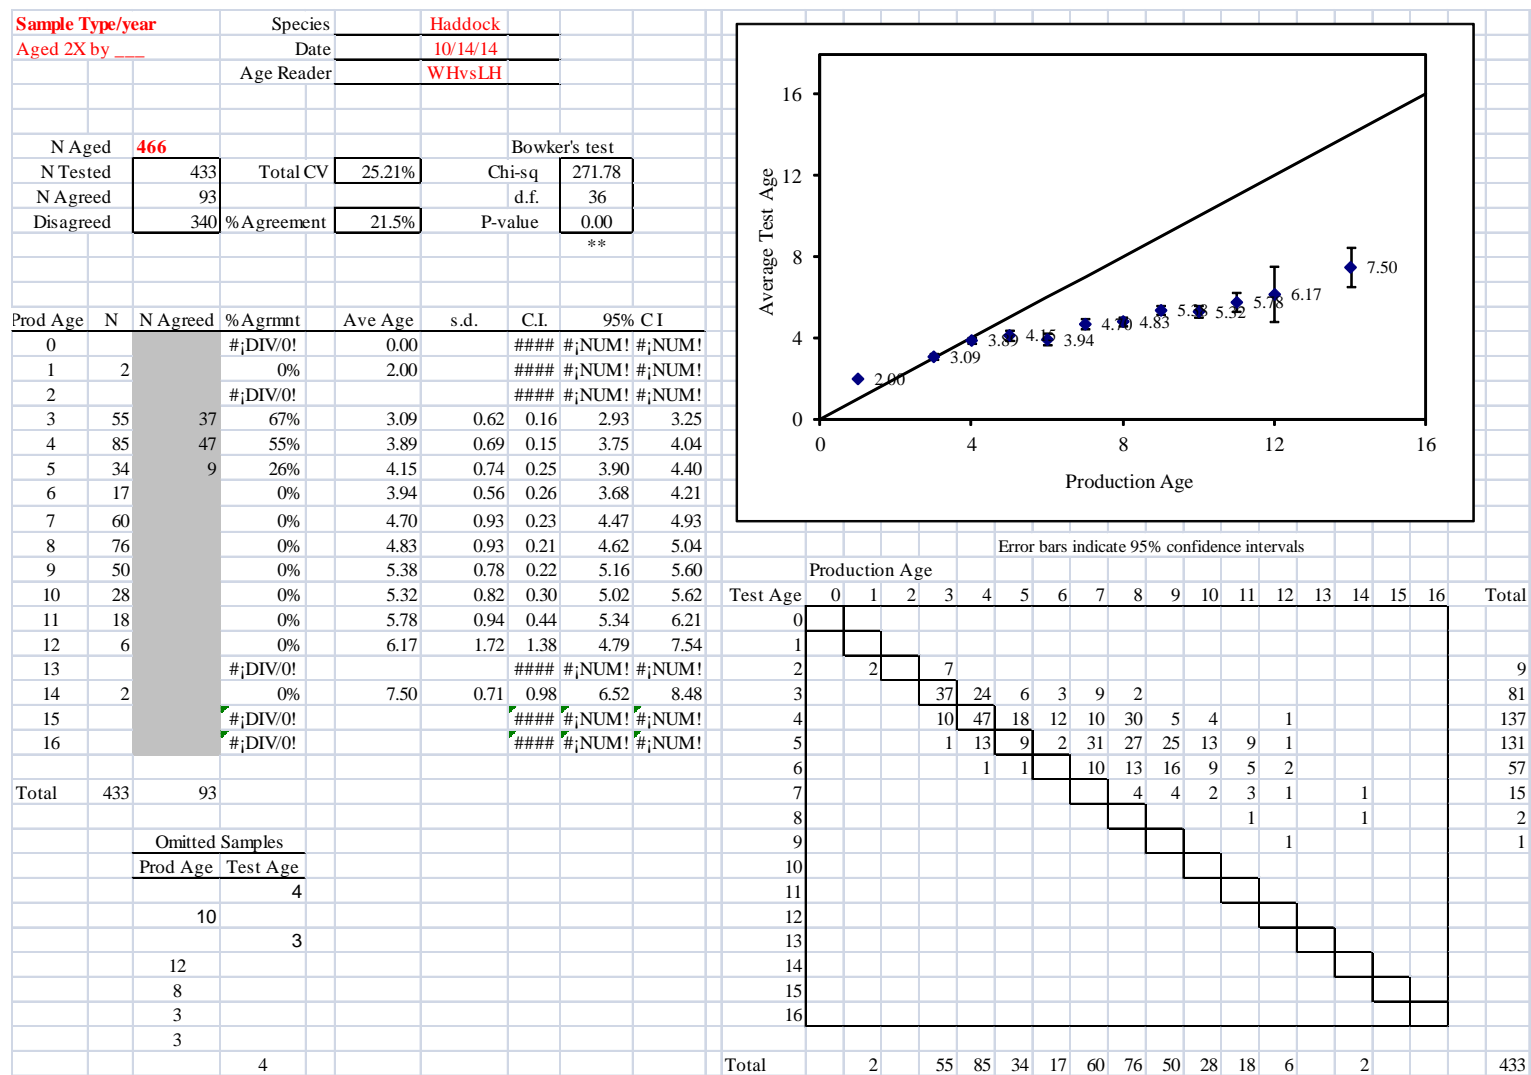 Sample Type/year Species Haddock
Aged 2X by ___ Date 10/14/14
Age Reader WHvsLH
N Aged 466 Bowker's test
N Tested 433 Total CV 25.21% Chi-sq 271.78
N Agreed 93 d.f. 36
Disagreed 340 %Agreement 21.5% P-value 0.00
**
Prod Age N N Agreed %Agrmnt Ave Age s.d. C.I. 95% C I
0 #¡DIV/0! 0.00 #### #¡NUM! #¡NUM!
1 2 0% 2.00 #### #¡NUM! #¡NUM!
2 #¡DIV/0! #### #¡NUM! #¡NUM!
3 55 37 67% 3.09 0.62 0.16 2.93 3.25
4 85 47 55% 3.89 0.69 0.15 3.75 4.04
5 34 9 26% 4.15 0.74 0.25 3.90 4.40
6 17 0% 3.94 0.56 0.26 3.68 4.21
7 60 0% 4.70 0.93 0.23 4.47 4.93
8 76 0% 4.83 0.93 0.21 4.62 5.04
9 50 0% 5.38 0.78 0.22 5.16 5.60
10 28 0% 5.32 0.82 0.30 5.02 5.62
11 18 0% 5.78 0.94 0.44 5.34 6.21
12 6 0% 6.17 1.72 1.38 4.79 7.54
13 #¡DIV/0! #### #¡NUM! #¡NUM!
14 2 0% 7.50 0.71 0.98 6.52 8.48
15 #¡DIV/0! #### #¡NUM! #¡NUM!
16 #¡DIV/0! #### #¡NUM! #¡NUM!
Total 433 93
Omitted Samples
Prod Age Test Age
4
10
3
12
8
3
3
4
Average Test Age
16
12
8
4
0
2.00
3.09
3.89
4.15
3.94
4.70
4.83
5.38
5.32
5.78
6.17
7.50
0 4 8 12 16
Production Age
Error bars indicate 95% confidence intervals
Production Age
Test Age 0 1 2 3 4 5 6 7 8 9 10 11 12 13 14 15 16 Total
0
1
2 2 7 9
3 37 24 6 3 9 2 81
4 10 47 18 12 10 30 5 4 1 137
5 1 13 9 2 31 27 25 13 9 1 131
6 1 1 10 13 16 9 5 2 57
7 4 4 2 3 1 1 15
8 1 1 2
9 1 1
10
11
12
13
14
15
16
Total 2 55 85 34 17 60 76 50 28 18 6 2 433